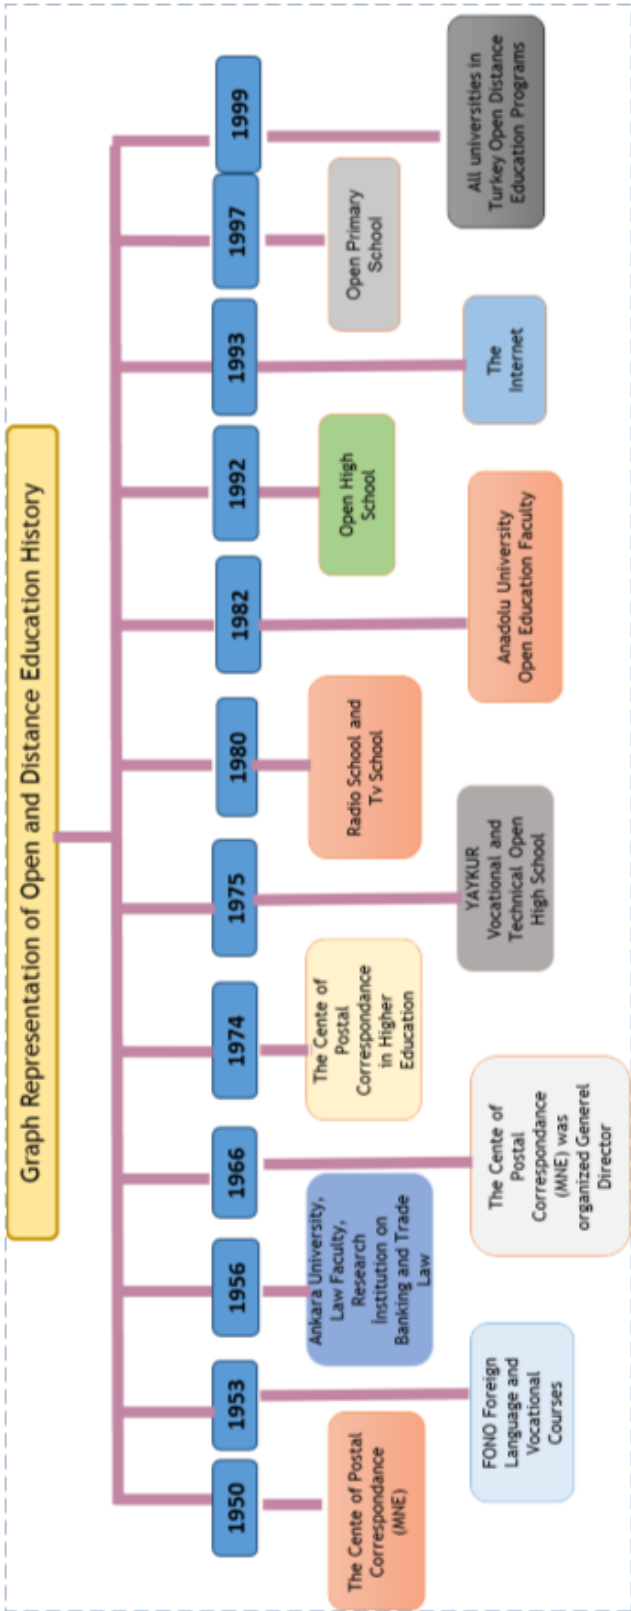 Graph Representation of Open and Distance Education History
1950
1953
1956
1966
1974
1975
1980
1982
1992
1993
1997
1999
The Cente of Postal
Correspondance
(MNE)
FONO Foreign
Language and
Vocational
Courses
Ankara University,
Law Faculty,
Research
İnstitution on
Banking and Trade
Law
The Cente of
Postal
Correspondance
(MNE) was
organized Generel
Director
The Cente of
Postal
Correspondance
in Higher
Education
YAYKUR
Vocational and
Technical Open
High School
Radio School and
Tv School
Anadolu University
Open Education Faculty
Open High
School
The
Internet
Open Primary
School
All universities in
Turkey Open Distance
Education Programs